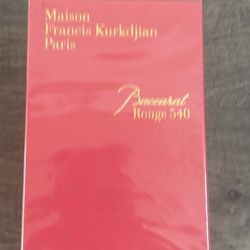 Maison
Francis Kurkdjian
Paris
Baccarat
Rouge 540